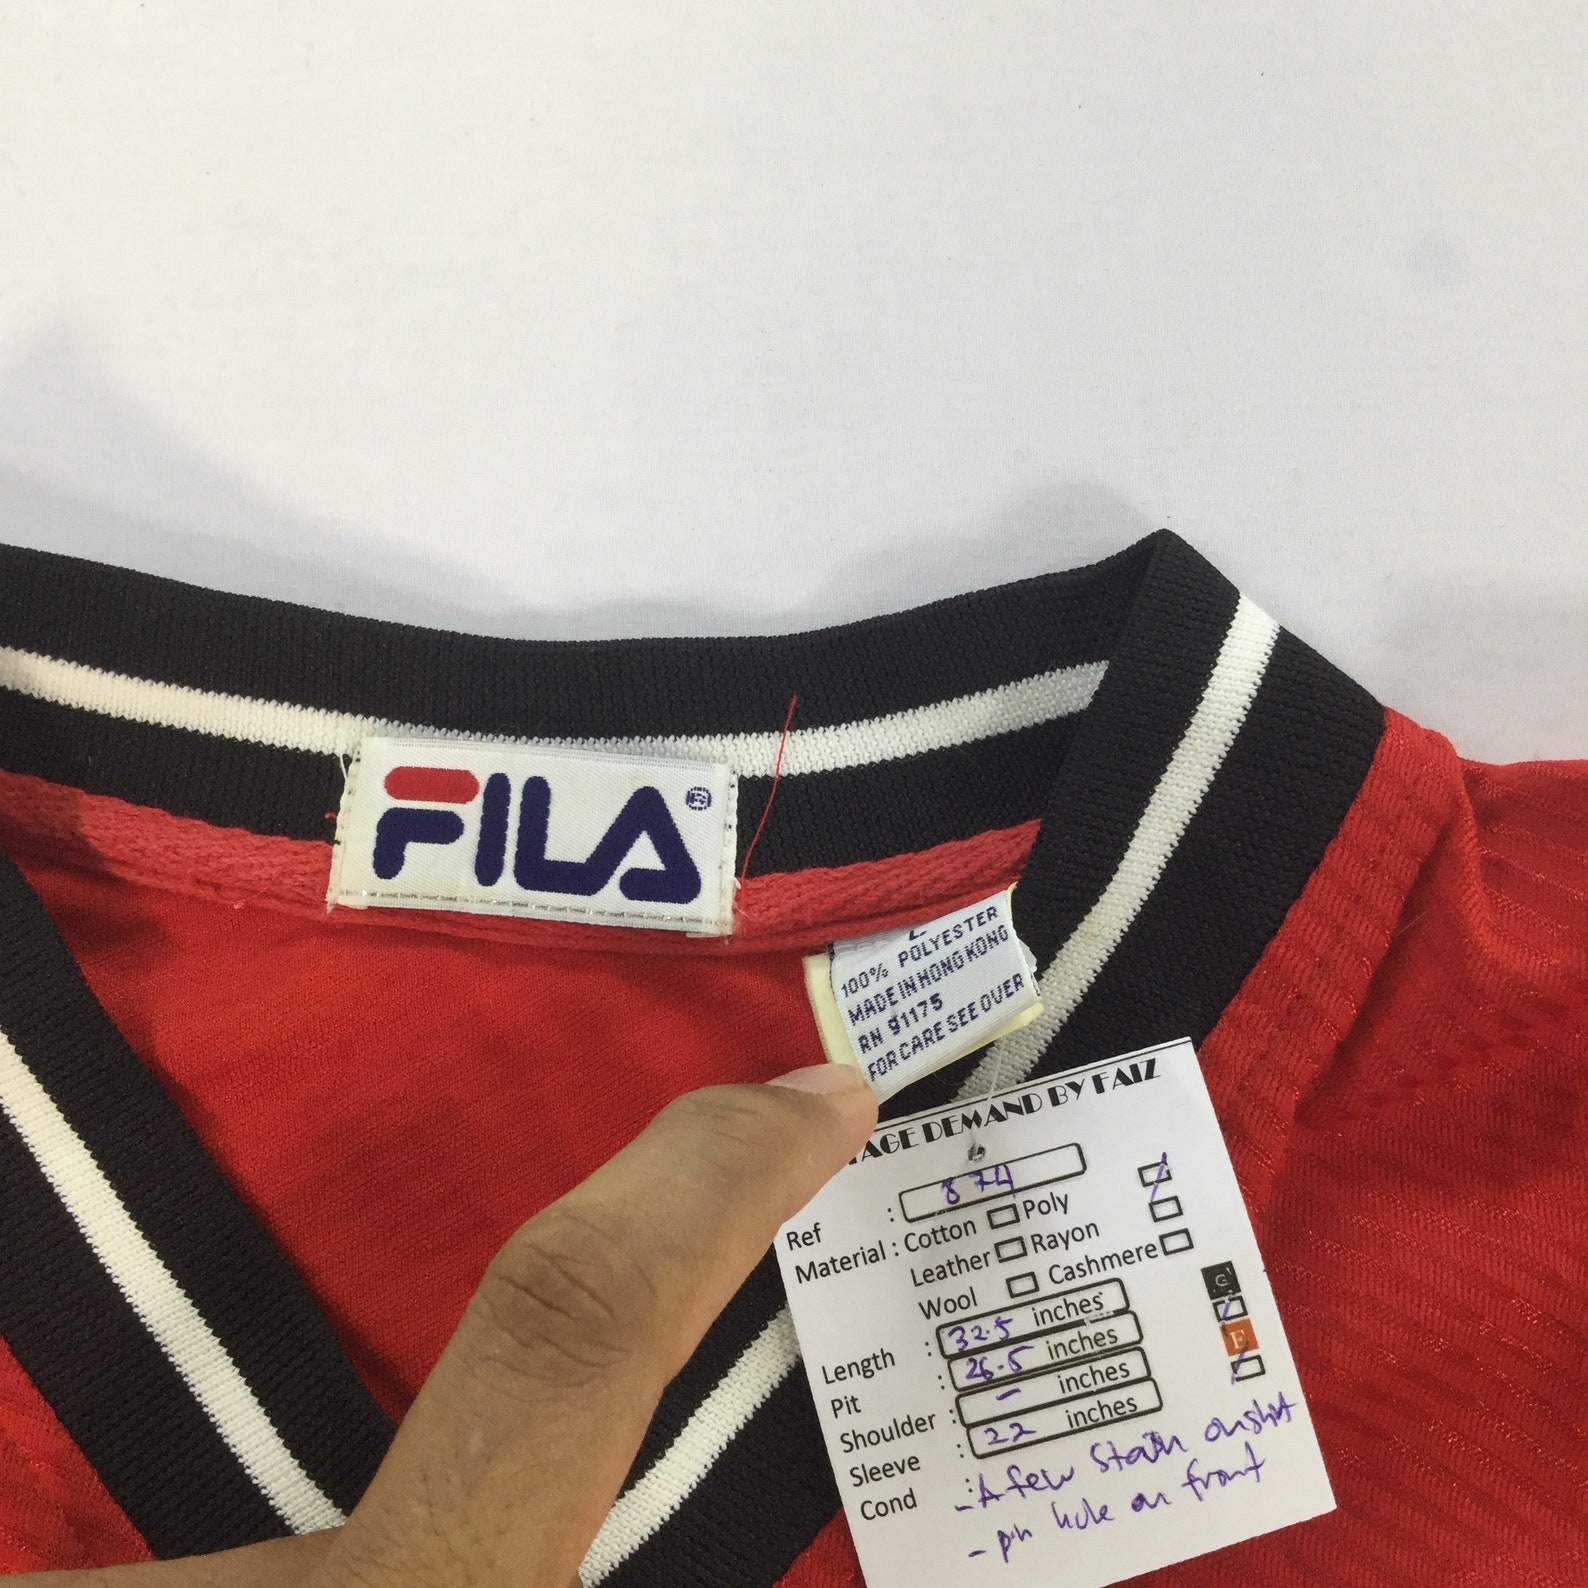 FILA®
L
100% POLYESTER
MADE IN HONG KONG
RN 91175
FOR CARE SEE OVER
TAGE DEMAND BY FAIZ
Ref : 874
Material : Cotton Poly
Leather Rayon
Wool Cashmere
G
Length : 32.5 inches
E
Pit : 26.5 inches
Shoulder : - inches
Sleeve : 22 inches
Cond :
- A few stain on shirt
- pin hole on front